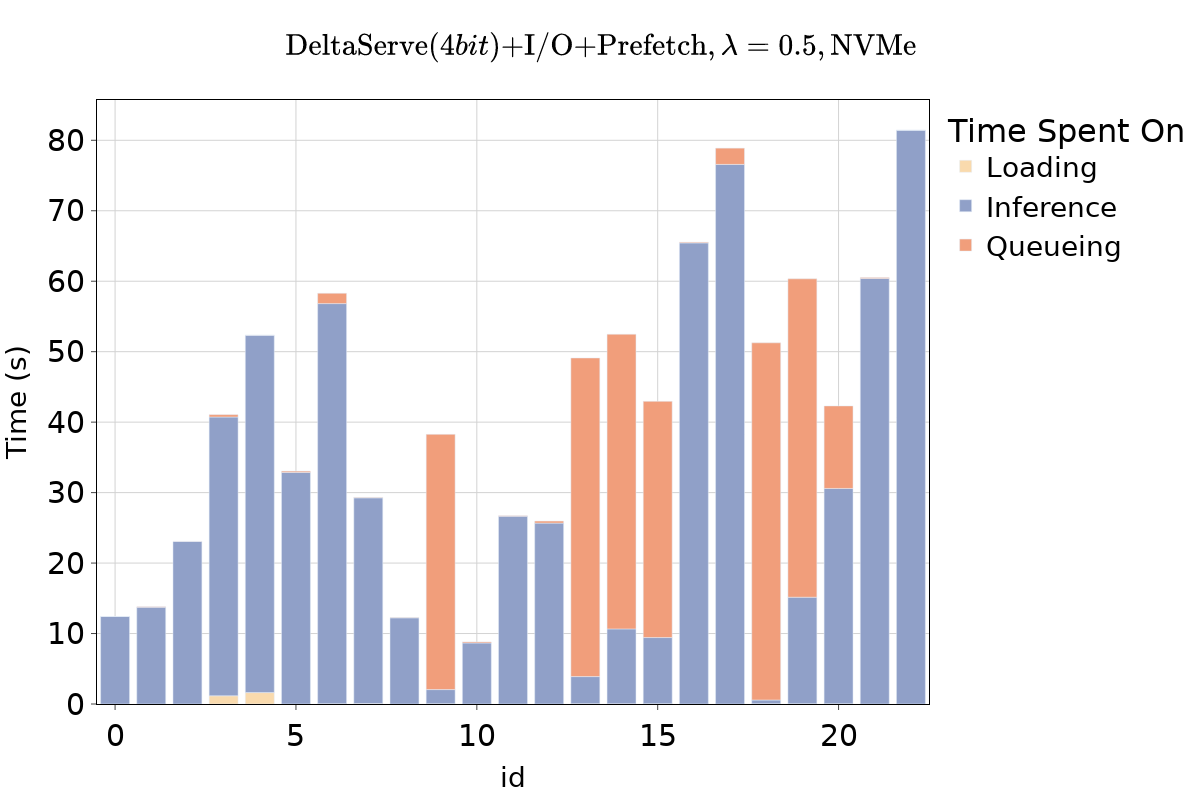 DeltaServe(4bit)+I/O+Prefetch, λ = 0.5, NVMe
Time Spent On
Loading
Inference
Queueing
80
70
60
50
40
30
20
10
0
Time (s)
0 5 10 15 20
id